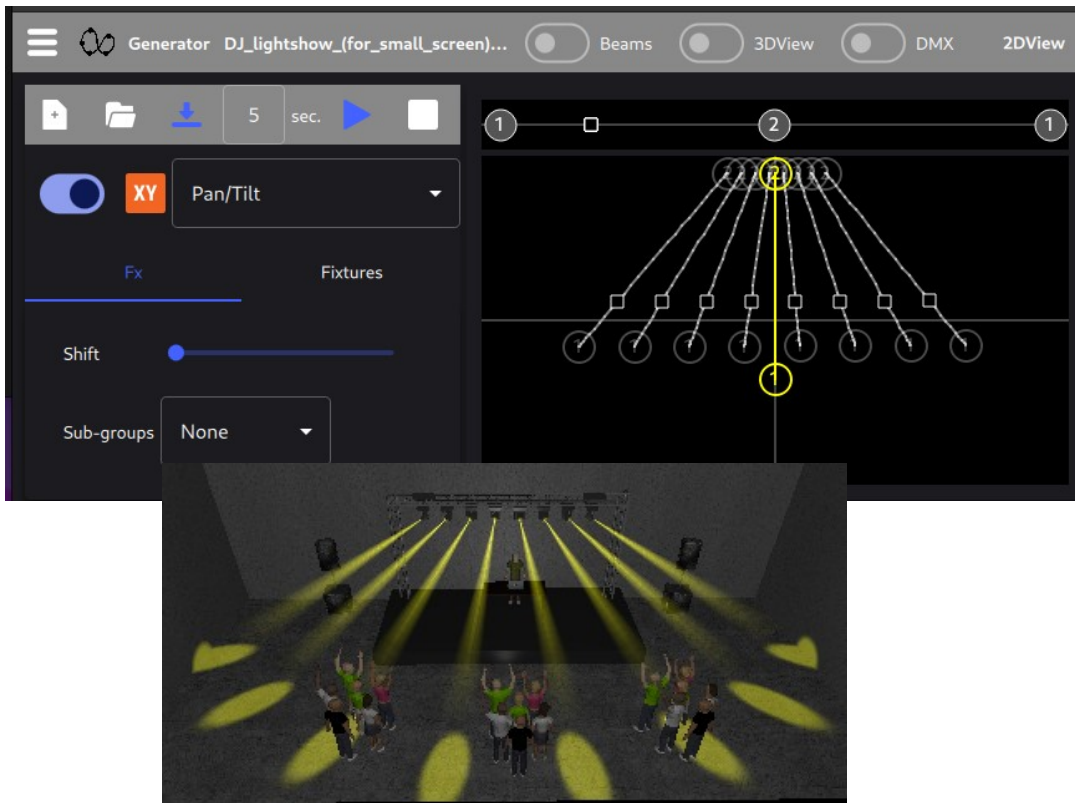 Generator DJ_lightshow_(for_small_screen)... Beams 3DView DMX 2DView
5 sec.
1 2 1
XY Pan/Tilt
2
Fx Fixtures
Shift
1
Sub-groups None